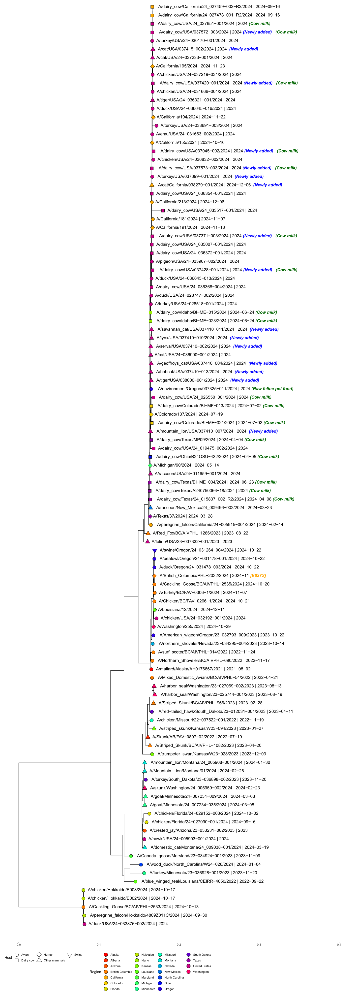 A/dairy_cow/California/24_027459−002−R2/2024 | 2024−09−16
A/dairy_cow/California/24_027478−001−R2/2024 | 2024−09−16
A/dairy_cow/USA/24_027651−001/2024 | 2024 (Cow milk)
A/dairy_cow/USA/037572−003/2024 | 2024 (Newly added) (Cow milk)
A/turkey/USA/24−030170−001/2024 | 2024
A/cat/USA/037415−002/2024 | 2024 (Newly added)
A/cat/USA/24−037233−001/2024 | 2024
A/California/195/2024 | 2024−11−23
A/chicken/USA/24−037219−031/2024 | 2024
A/dairy_cow/USA/037420−001/2024 | 2024 (Newly added) (Cow milk)
A/chicken/USA/24−031666−001/2024 | 2024
A/tiger/USA/24−036321−001/2024 | 2024
A/duck/USA/24−036645−016/2024 | 2024
A/California/194/2024 | 2024−11−22
A/turkey/USA/24−033691−003/2024 | 2024
A/emu/USA/24−031663−002/2024 | 2024
A/California/155/2024 | 2024−10−16
A/dairy_cow/USA/037045−002/2024 | 2024 (Newly added) (Cow milk)
A/chicken/USA/24−036832−002/2024 | 2024
A/dairy_cow/USA/037573−003/2024 | 2024 (Newly added) (Cow milk)
A/turkey/USA/037399−001/2024 | 2024 (Newly added)
A/cat/California/038279−001/2024 | 2024−12−06 (Newly added)
A/dairy_cow/USA/24_036354−001/2024 | 2024
A/California/213/2024 | 2024−12−06
A/dairy_cow/USA/24_033517−001/2024 | 2024
A/California/181/2024 | 2024−11−07
A/California/191/2024 | 2024−11−13
A/dairy_cow/USA/037371−003/2024 | 2024 (Newly added) (Cow milk)
A/dairy_cow/USA/24_035007−001/2024 | 2024
A/dairy_cow/USA/24_036372−001/2024 | 2024
A/pigeon/USA/24−033967−002/2024 | 2024
A/dairy_cow/USA/037428−001/2024 | 2024 (Newly added) (Cow milk)
A/duck/USA/24−036645−013/2024 | 2024
A/dairy_cow/USA/24_036368−004/2024 | 2024
A/duck/USA/24−028747−002/2024 | 2024
A/turkey/USA/24−028518−001/2024 | 2024
A/dairy_cow/Idaho/BI−ME−015/2024 | 2024−06−24 (Cow milk)
A/dairy_cow/Idaho/BI−ME−023/2024 | 2024−06−24 (Cow milk)
A/savannah_cat/USA/037410−011/2024 | 2024 (Newly added)
A/lynx/USA/037410−010/2024 | 2024 (Newly added)
A/serval/USA/037410−002/2024 | 2024 (Newly added)
A/cat/USA/24−036990−001/2024 | 2024
A/geoffroys_cat/USA/037410−004/2024 | 2024 (Newly added)
A/bobcat/USA/037410−013/2024 | 2024 (Newly added)
A/tiger/USA/038000−001/2024 | 2024 (Newly added)
A/environment/Oregon/037325−011/2024 | 2024 (Raw feline pet food)
A/dairy_cow/USA/24_026550−001/2024 | 2024 (Cow milk)
A/dairy_cow/Colorado/BI−MF−013/2024 | 2024−07−02 (Cow milk)
A/Colorado/137/2024 | 2024−07−19
A/dairy_cow/Colorado/BI−MF−021/2024 | 2024−07−02 (Cow milk)
A/mountain_lion/USA/037410−007/2024 | 2024 (Newly added)
A/dairy_cow/Texas/MP09/2024 | 2024−04−04 (Cow milk)
A/dairy_cow/USA/24_019475−002/2024 | 2024
A/dairy_cow/Ohio/B24OSU−432/2024 | 2024−04−05 (Cow milk)
A/Michigan/90/2024 | 2024−05−14
A/raccoon/USA/24−011659−001/2024 | 2024
A/dairy_cow/Texas/BI−ME−034/2024 | 2024−06−23 (Cow milk)
A/dairy_cow/Texas/A240750066−18/2024 | 2024 (Cow milk)
A/dairy_cow/Texas/24_015837−002−R2/2024 | 2024−04−08 (Cow milk)
A/raccoon/New_Mexico/24_009496−002/2024 | 2024−03−23
A/Texas/37/2024 | 2024−03−28
A/peregrine_falcon/California/24−005915−001/2024 | 2024−02−14
A/Red_Fox/BC/AIVPHL−1286/2023 | 2023−08−22
A/feline/USA/23−037332−001/2023 | 2023
A/swine/Oregon/24−031264−004/2024 | 2024−10−22
A/peafowl/Oregon/24−031478−001/2024 | 2024−10−22
A/duck/Oregon/24−031478−003/2024 | 2024−10−22
A/British_Columbia/PHL−2032/2024 | 2024−11 [E627X]
A/Cackling_Goose/BC/AIVPHL−2535/2024 | 2024−10−20
A/Turkey/BC/FAV−0306−1/2024 | 2024−11−07
A/Chicken/BC/FAV−0266−1/2024 | 2024−10−21
A/Louisiana/12/2024 | 2024−12−11
A/chicken/USA/24−032192−001/2024 | 2024
A/Washington/255/2024 | 2024−10−29
A/American_wigeon/Oregon/23−032793−009/2023 | 2023−10−22
A/northern_shoveler/Nevada/23−034295−004/2023 | 2023−10−14
A/surf_scoter/BC/AIVPHL−314/2022 | 2022−11−24
A/Northern_Shoveler/BC/AIVPHL−690/2022 | 2022−11−17
A/mallard/Alaska/AH0176867/2021 | 2021−08−02
A/Mixed_Domestic_Avians/BC/AIVPHL−54/2022 | 2022−04−21
A/harbor_seal/Washington/23−027069−002/2023 | 2023−08−13
A/harbor_seal/Washington/23−025744−001/2023 | 2023−08−19
A/Striped_Skunk/BC/AIVPHL−966/2023 | 2023−02−28
A/red−tailed_hawk/South_Dakota/23−012031−001/2023 | 2023−04−11
A/chicken/Missouri/22−037522−001/2022 | 2022−11−19
A/striped_skunk/Kansas/W23−094/2023 | 2023−01−27
A/Skunk/AB/FAV−0897−02/2022 | 2022−07−19
A/Striped_Skunk/BC/AIVPHL−1082/2023 | 2023−04−20
A/trumpeter_swan/Kansas/W23−928/2023 | 2023−12−03
A/mountain_lion/Montana/24_005908−001/2024 | 2024−01−30
A/Mountain_Lion/Montana/01/2024 | 2024−02−26
A/turkey/South_Dakota/23−036898−002/2023 | 2023−11−20
A/skunk/Washington/24_005959−002/2024 | 2024−02−23
A/goat/Minnesota/24−007234−009/2024 | 2024−03−08
A/goat/Minnesota/24_007234−035/2024 | 2024−03−08
A/chicken/Florida/24−029152−003/2024 | 2024−10−02
A/chicken/Florida/24−027090−001/2024 | 2024−09−16
A/crested_jay/Arizona/23−033231−002/2023 | 2023
A/hawk/USA/24−005993−001/2024 | 2024
A/domestic_cat/Montana/24_009038−001/2024 | 2024−03−19
A/Canada_goose/Maryland/23−034924−001/2023 | 2023−11−09
A/wood_duck/North_Carolina/W24−026/2024 | 2024−01−04
A/turkey/Minnesota/23−036928−001/2023 | 2023−11−20
A/blue_winged_teal/Louisiana/CEIRR−4050/2022 | 2022−09−22
A/chicken/Hokkaido/E008/2024 | 2024−10−17
A/chicken/Hokkaido/E002/2024 | 2024−10−17
A/Cackling_Goose/BC/AIVPHL−2533/2024 | 2024−10−13
A/peregrine_falcon/Hokkaido/4809Z011C/2024 | 2024−09−30
A/duck/USA/24−033876−002/2024 | 2024
0.0 0.1 0.2 0.3 0.4
Host
Avian Human Swine
Dairy cow Other mammals
Region
Alaska Hokkaido Missouri South Dakota
Alberta Idaho Montana Texas
Arizona Kansas Nevada United States
British Columbia Louisiana New Mexico Washington
California Maryland North Carolina
Colorado Michigan Ohio
Florida Minnesota Oregon